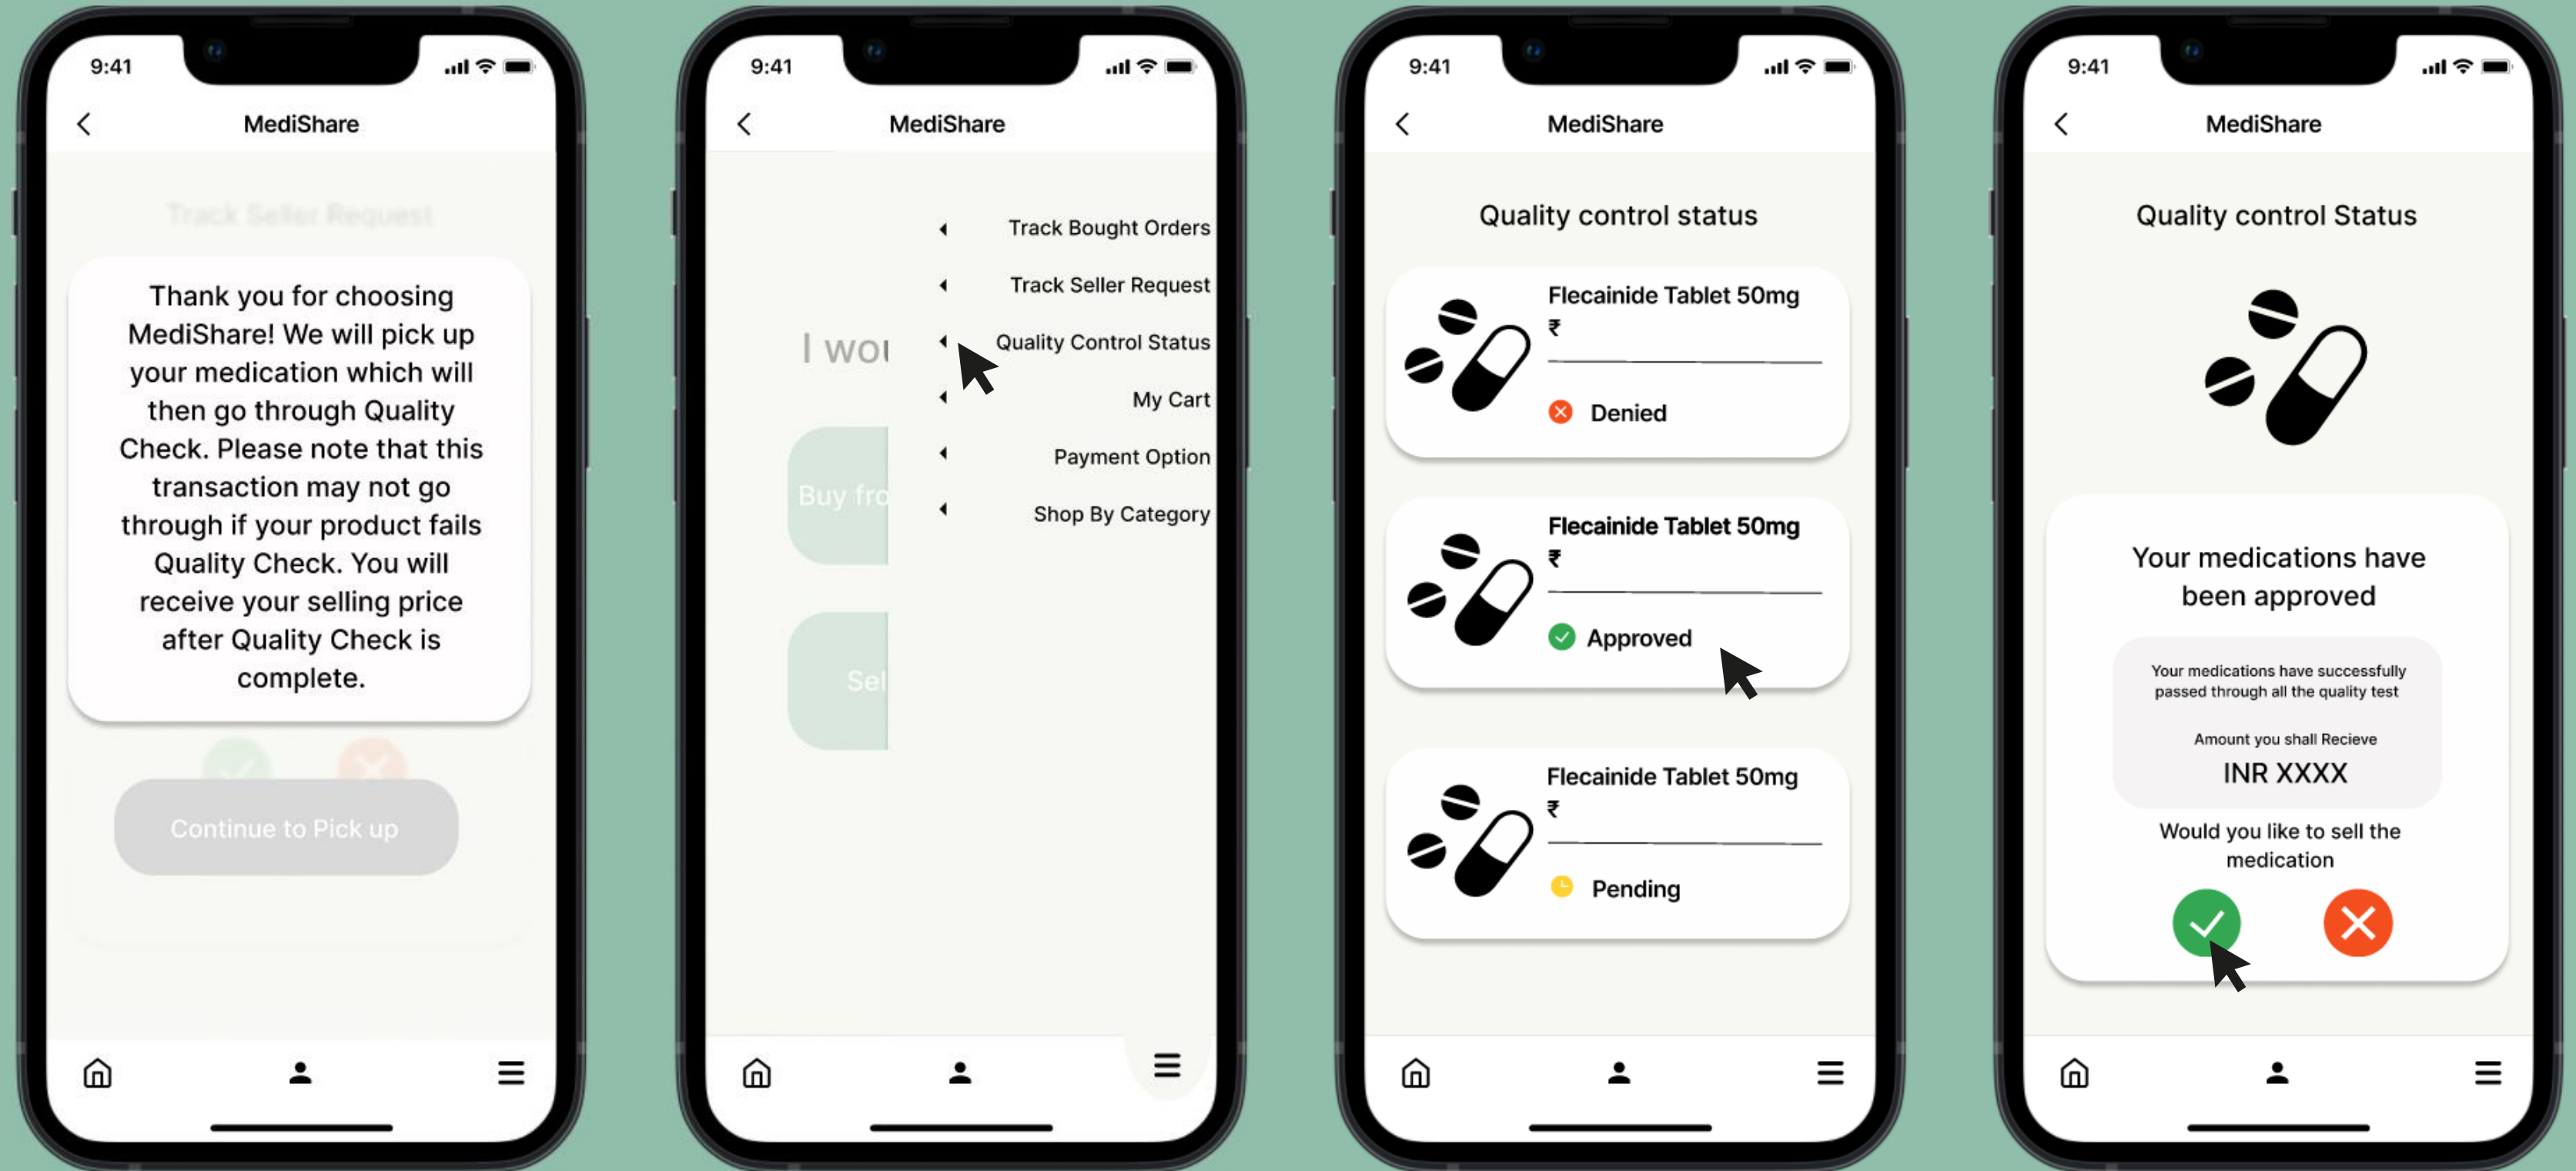 9:41
MediShare
Track Seller Request
Thank you for choosing
MediShare! We will pick up
your medication which will
then go through Quality
Check. Please note that this
transaction may not go
through if your product fails
Quality Check. You will
receive your selling price
after Quality Check is
complete.
Continue to Pick up
9:41
MediShare
Track Bought Orders
Track Seller Request
Quality Control Status
My Cart
Payment Option
Shop By Category
I wou
Buy fro
Sel
9:41
MediShare
Quality control status
Flecainide Tablet 50mg
₹
Denied
Flecainide Tablet 50mg
₹
Approved
Flecainide Tablet 50mg
₹
Pending
9:41
MediShare
Quality control Status
Your medications have
been approved
Your medications have successfully
passed through all the quality test
Amount you shall Recieve
INR XXXX
Would you like to sell the
medication